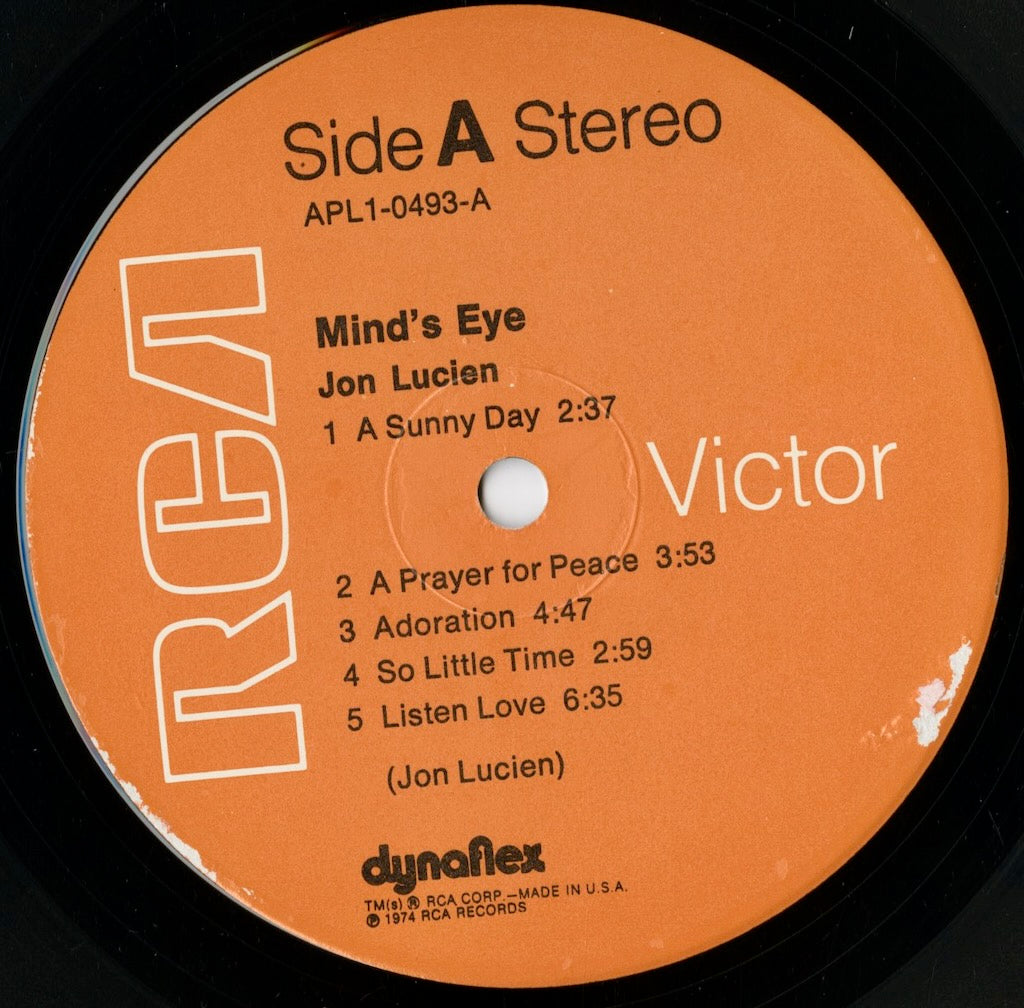 Side A Stereo
APL1-0493-A
RCA
Mind's Eye
Jon Lucien
1 A Sunny Day 2:37
Victor
2 A Prayer for Peace 3:53
3 Adoration 4:47
4 So Little Time 2:59
5 Listen Love 6:35
(Jon Lucien)
dynaflex
TM(s) ® RCA CORP.—MADE IN U.S.A.
℗ 1974 RCA RECORDS